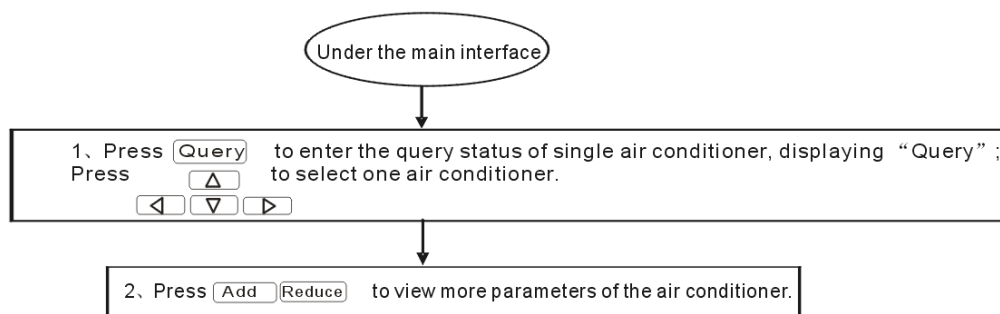 Under the main interface
1、Press Query to enter the query status of single air conditioner, displaying “Query”;
Press to select one air conditioner.
2、Press Add Reduce to view more parameters of the air conditioner.